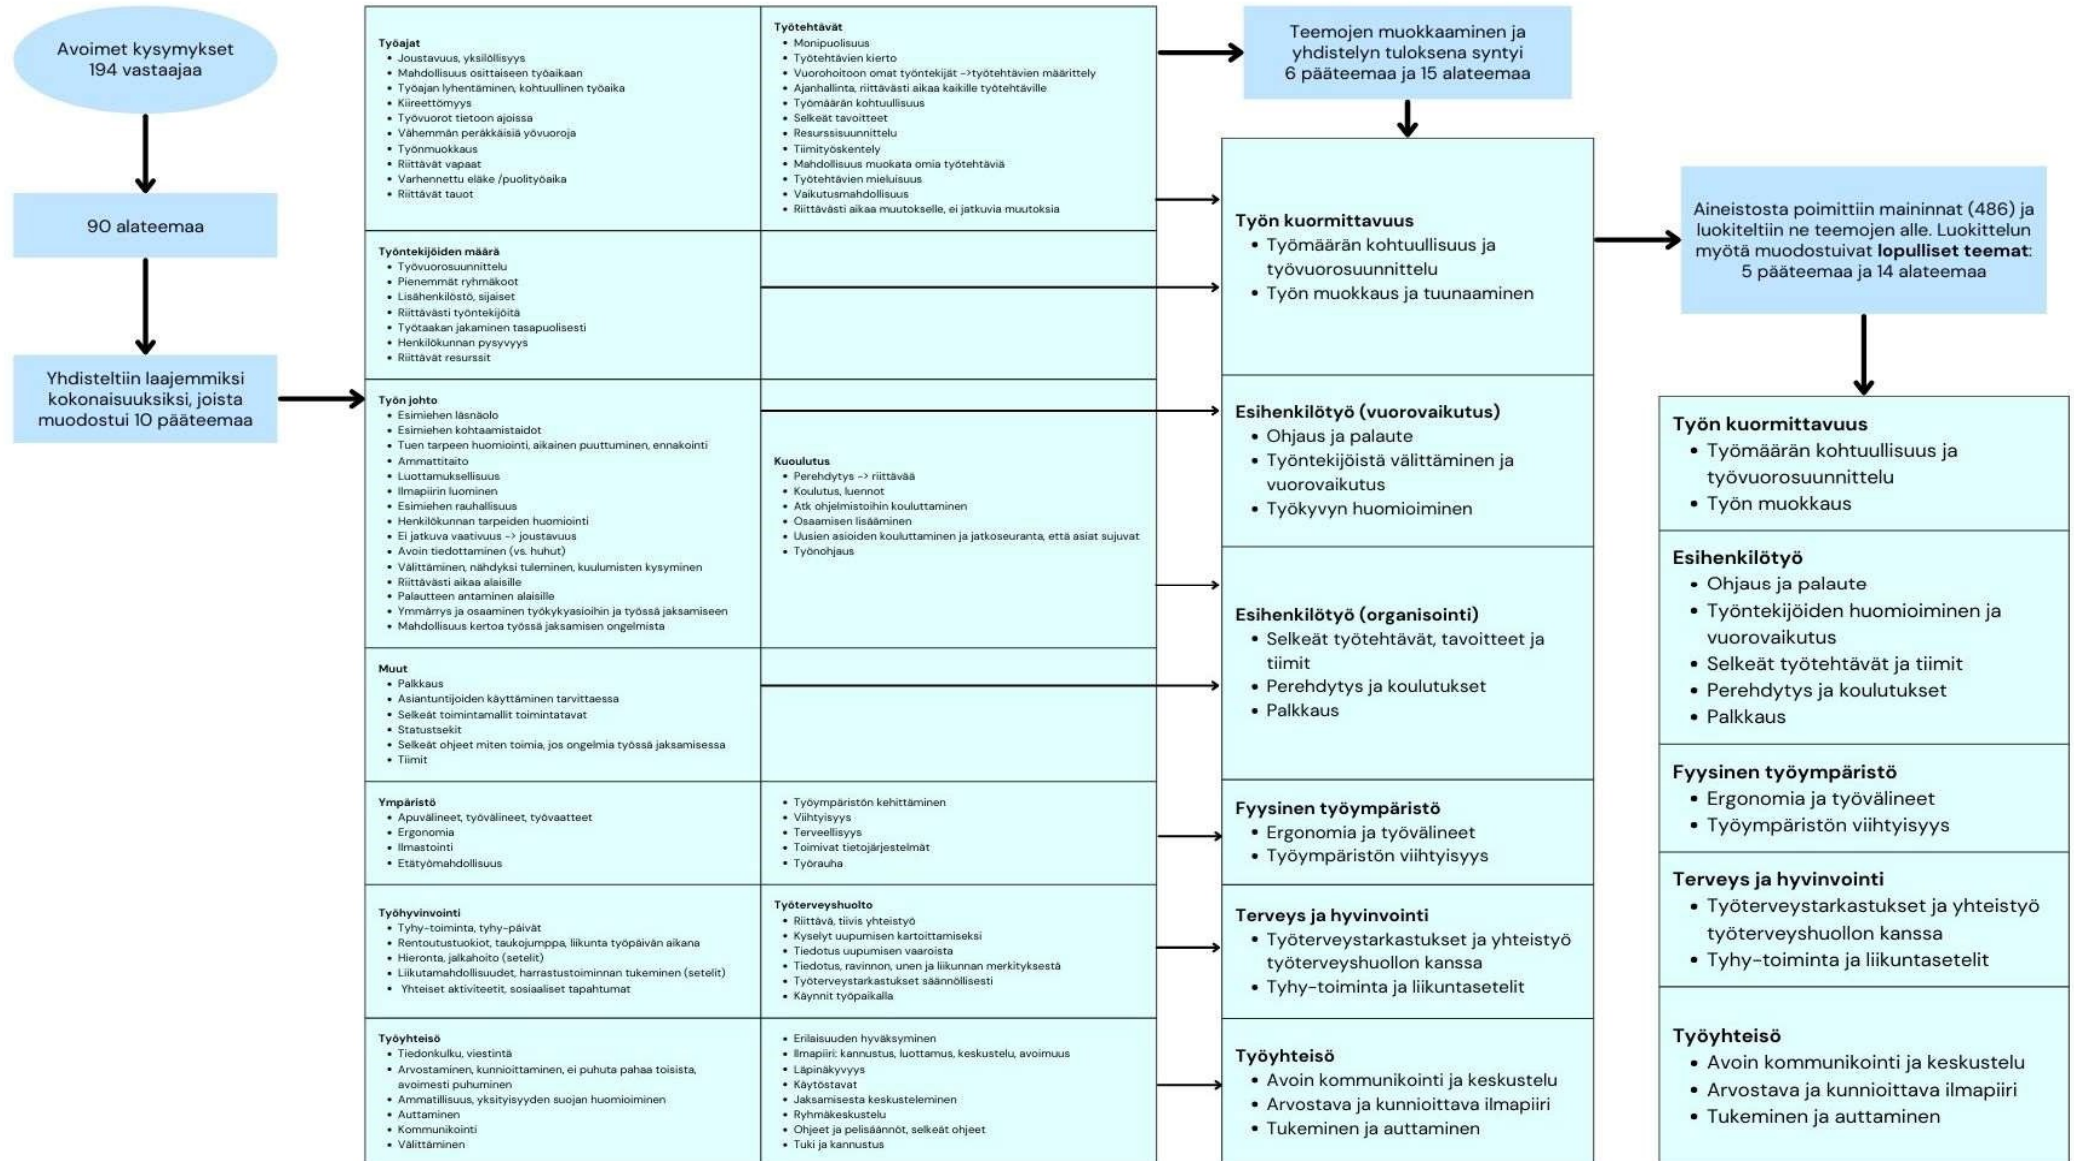 Avoimet kysymykset
194 vastaajaa
90 alateemaa
Yhdisteltiin laajemmiksi
kokonaisuuksiksi, joista
muodostui 10 pääteemaa
Työajat
• Joustavuus, yksilöllisyys
• Mahdollisuus osittaiseen työaikaan
• Työajan lyhentäminen, kohtuullinen työaika
• Kiireettömyys
• Työvuorot tietoon ajoissa
• Vähemmän peräkkäisiä yövuoroja
• Työnmuokkaus
• Riittävät vapaat
• Varhennettu eläke /puolityöaika
• Riittävät tauot
Työtehtävät
• Monipuolisuus
• Työtehtävien kierto
• Vuorohoitoon omat työntekijät ->työtehtävien määrittely
• Ajanhallinta, riittävästi aikaa kaikille työtehtäville
• Työmäärän kohtuullisuus
• Selkeät tavoitteet
• Resurssisuunnittelu
• Tiimityöskentely
• Mahdollisuus muokata omia työtehtäviä
• Työtehtävien mieluisuus
• Vaikutusmahdollisuus
• Riittävästi aikaa muutokselle, ei jatkuvia muutoksia
Työntekijöiden määrä
• Työvuorosuunnittelu
• Pienemmät ryhmäkoot
• Lisähenkilöstö, sijaiset
• Riittävästi työntekijöitä
• Työtaakan jakaminen tasapuolisesti
• Henkilökunnan pysyvyys
• Riittävät resurssit
Työn johto
• Esimiehen läsnäolo
• Esimiehen kohtaamistaidot
• Tuen tarpeen huomiointi, aikainen puuttuminen, ennakointi
• Ammattitaito
• Luottamuksellisuus
• Ilmapiirin luominen
• Esimiehen rauhallisuus
• Henkilökunnan tarpeiden huomiointi
• Ei jatkuva vaativuus -> joustavuus
• Avoin tiedottaminen (vs. huhut)
• Välittäminen, nähdyksi tuleminen, kuulumisten kysyminen
• Riittävästi aikaa alaisille
• Palautteen antaminen alaisille
• Ymmärrys ja osaaminen työkykyasioihin ja työssä jaksamiseen
• Mahdollisuus kertoa työssä jaksamisen ongelmista
Kuoulutus
• Perehdytys -> riittävää
• Koulutus, luennot
• Atk ohjelmistoihin kouluttaminen
• Osaamisen lisääminen
• Uusien asioiden kouluttaminen ja jatkoseuranta, että asiat sujuvat
• Työnohjaus
Muut
• Palkkaus
• Asiantuntijoiden käyttäminen tarvittaessa
• Selkeät toimintamallit toimintatavat
• Statustsekit
• Selkeät ohjeet miten toimia, jos ongelmia työssä jaksamisessa
• Tiimit
Ympäristö
• Apuvälineet, työvälineet, työvaatteet
• Ergonomia
• Ilmastointi
• Etätyömahdollisuus
• Työympäristön kehittäminen
• Viihtyisyys
• Terveellisyys
• Toimivat tietojärjestelmät
• Työrauha
Työhyvinvointi
• Tyhy-toiminta, tyhy-päivät
• Rentoutustuokiot, taukojumppa, liikunta työpäivän aikana
• Hieronta, jalkahoito (setelit)
• Liikutamahdollisuudet, harrastustoiminnan tukeminen (setelit)
• Yhteiset aktiviteetit, sosiaaliset tapahtumat
Työterveyshuolto
• Riittävä, tiivis yhteistyö
• Kyselyt uupumisen kartoittamiseksi
• Tiedotus uupumisen vaaroista
• Tiedotus, ravinnon, unen ja liikunnan merkityksestä
• Työterveystarkastukset säännöllisesti
• Käynnit työpaikalla
Työyhteisö
• Tiedonkulku, viestintä
• Arvostaminen, kunnioittaminen, ei puhuta pahaa toisista,
avoimesti puhuminen
• Ammatillisuus, yksityisyyden suojan huomioiminen
• Auttaminen
• Kommunikointi
• Välittäminen
• Erilaisuuden hyväksyminen
• Ilmapiiri: kannustus, luottamus, keskustelu, avoimuus
• Läpinäkyvyys
• Käytöstavat
• Jaksamisesta keskusteleminen
• Ryhmäkeskustelu
• Ohjeet ja pelisäännöt, selkeät ohjeet
• Tuki ja kannustus
Teemojen muokkaaminen ja
yhdistelyn tuloksena syntyi
6 pääteemaa ja 15 alateemaa
Työn kuormittavuus
• Työmäärän kohtuullisuus ja
työvuorosuunnittelu
• Työn muokkaus ja tuunaaminen
Esihenkilötyö (vuorovaikutus)
• Ohjaus ja palaute
• Työntekijöistä välittäminen ja
vuorovaikutus
• Työkyvyn huomioiminen
Esihenkilötyö (organisointi)
• Selkeät työtehtävät, tavoitteet ja
tiimit
• Perehdytys ja koulutukset
• Palkkaus
Fyysinen työympäristö
• Ergonomia ja työvälineet
• Työympäristön viihtyisyys
Terveys ja hyvinvointi
• Työterveystarkastukset ja yhteistyö
työterveyshuollon kanssa
• Tyhy-toiminta ja liikuntasetelit
Työyhteisö
• Avoin kommunikointi ja keskustelu
• Arvostava ja kunnioittava ilmapiiri
• Tukeminen ja auttaminen
Aineistosta poimittiin maininnat (486) ja
luokiteltiin ne teemojen alle. Luokittelun
myötä muodostuivat lopulliset teemat:
5 pääteemaa ja 14 alateemaa
Työn kuormittavuus
• Työmäärän kohtuullisuus ja
työvuorosuunnittelu
• Työn muokkaus
Esihenkilötyö
• Ohjaus ja palaute
• Työntekijöiden huomioiminen ja
vuorovaikutus
• Selkeät työtehtävät ja tiimit
• Perehdytys ja koulutukset
• Palkkaus
Fyysinen työympäristö
• Ergonomia ja työvälineet
• Työympäristön viihtyisyys
Terveys ja hyvinvointi
• Työterveystarkastukset ja yhteistyö
työterveyshuollon kanssa
• Tyhy-toiminta ja liikuntasetelit
Työyhteisö
• Avoin kommunikointi ja keskustelu
• Arvostava ja kunnioittava ilmapiiri
• Tukeminen ja auttaminen